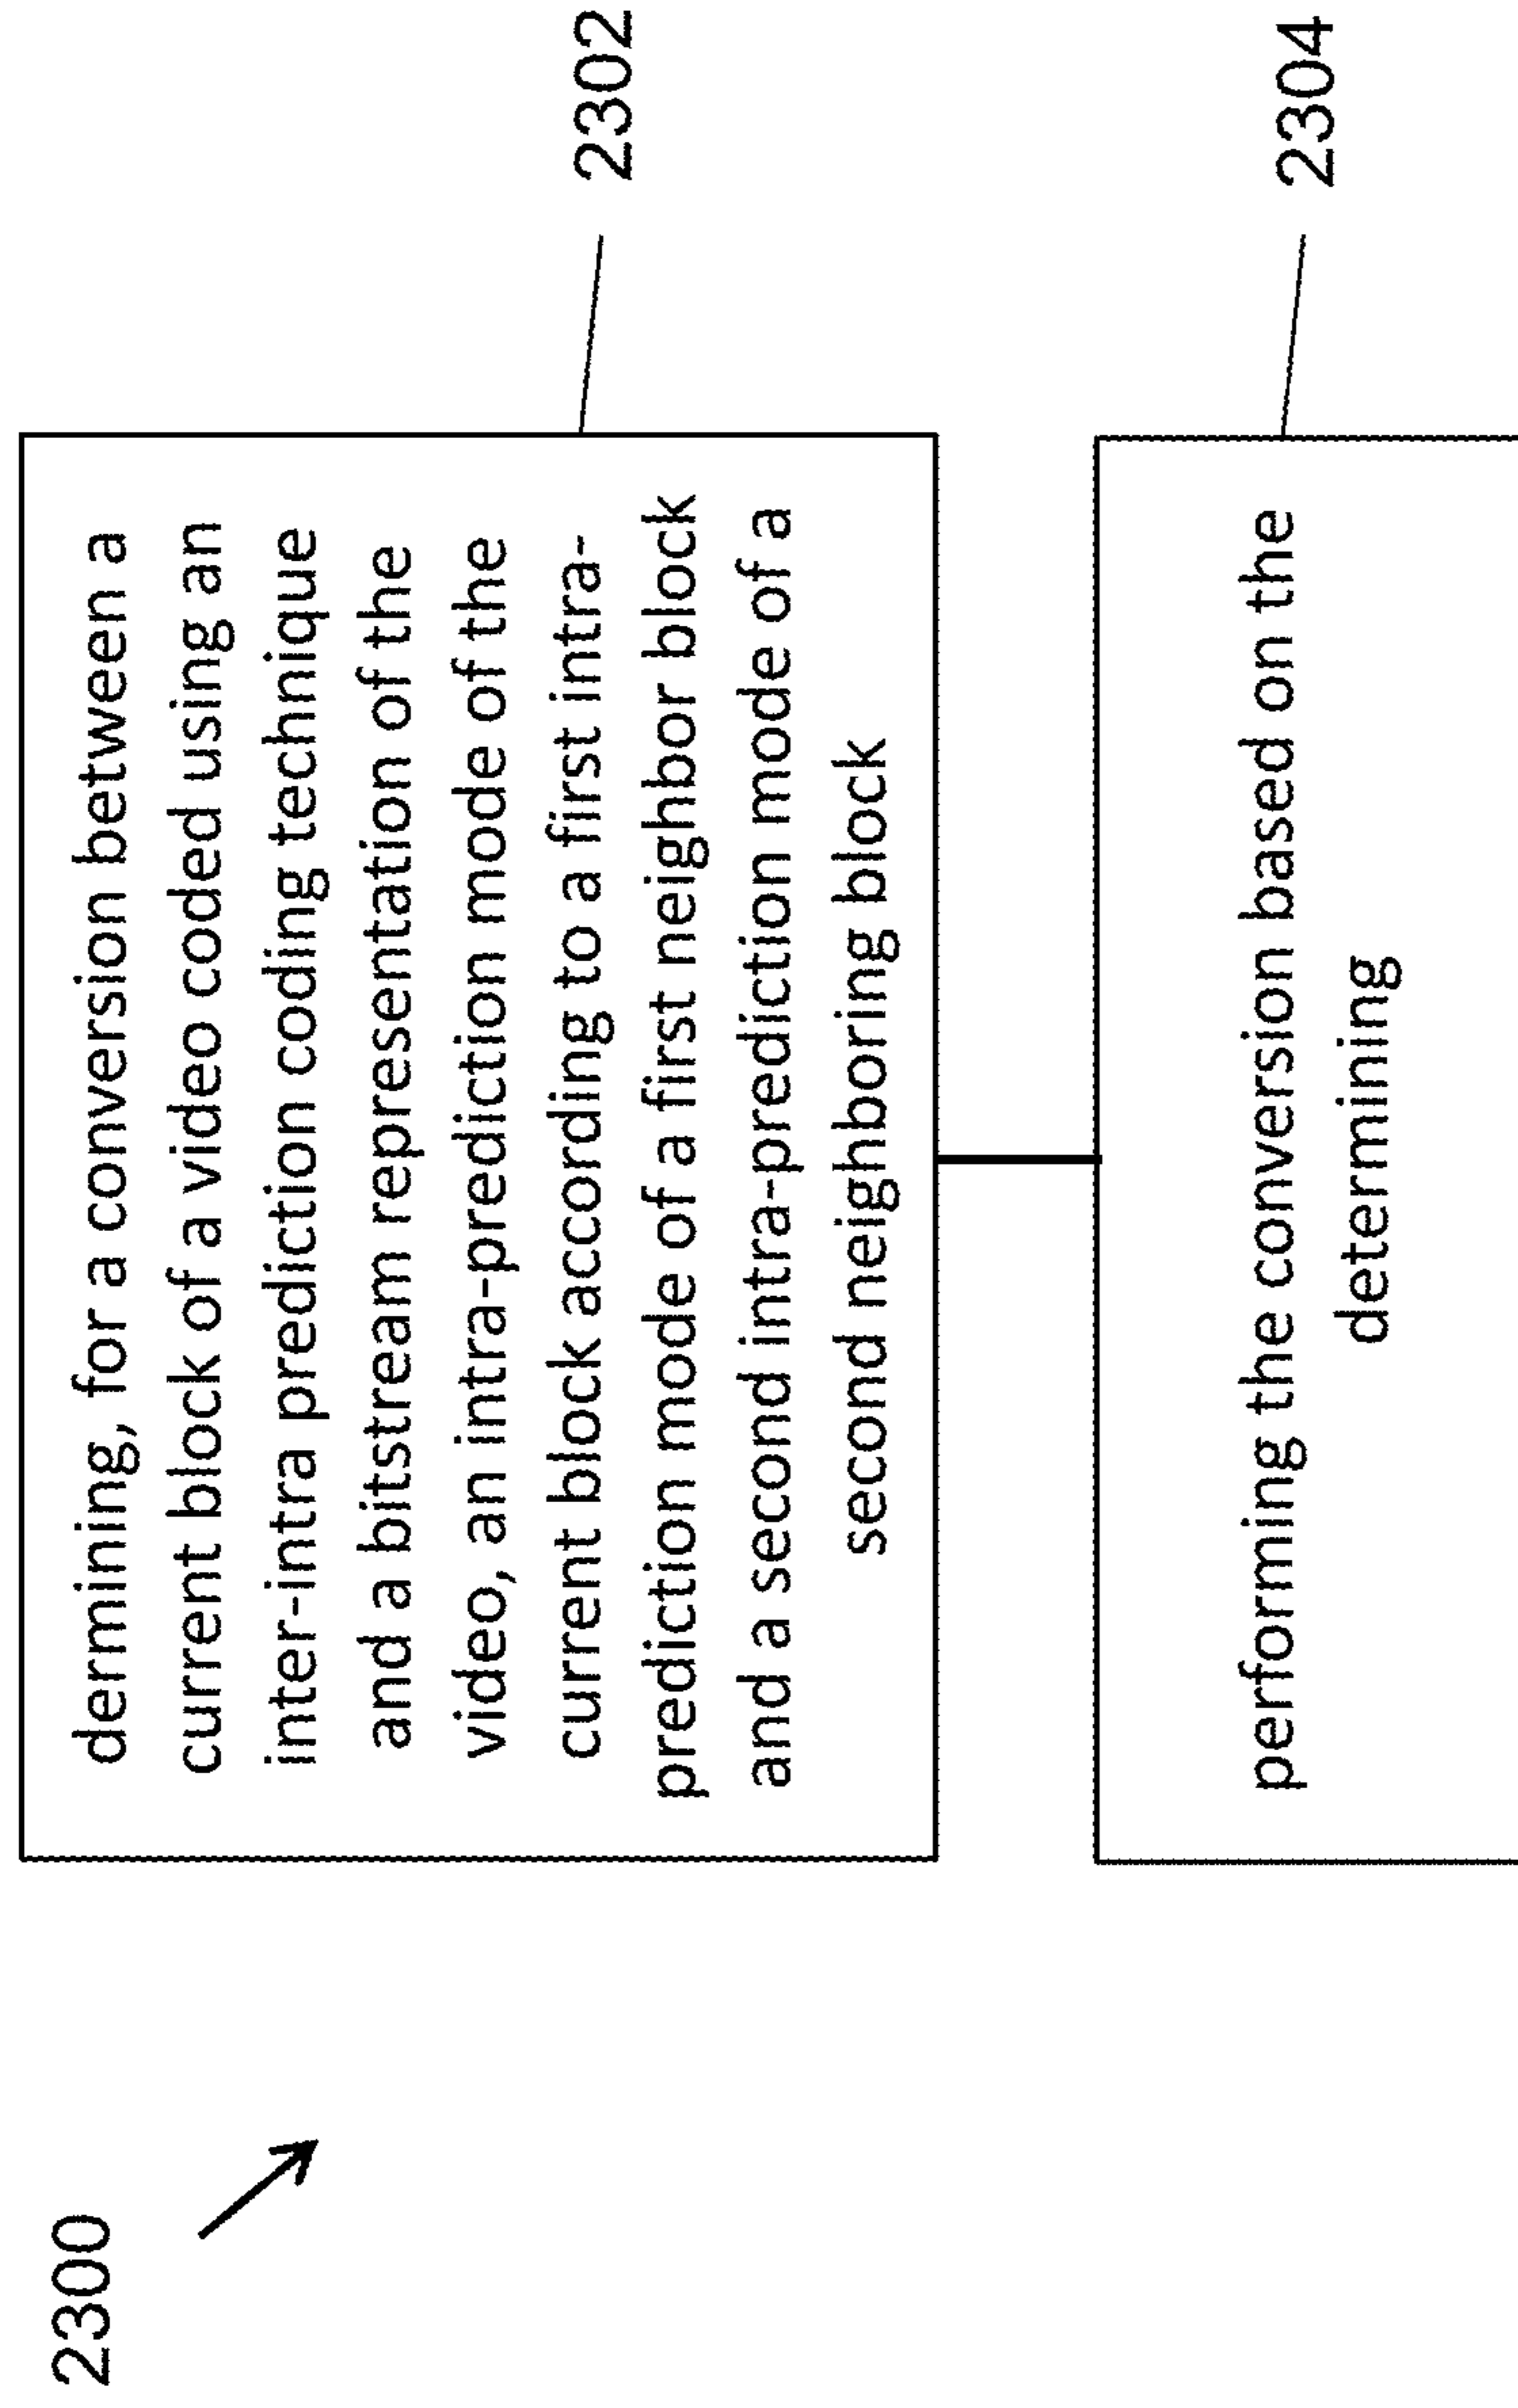 2300
dermining, for a conversion between a
current block of a video coded using an
inter-intra prediction coding technique
and a bitstream representation of the
video, an intra-prediction mode of the
current block according to a first intra-
prediction mode of a first neighbor block
and a second intra-prediction mode of a
second neighboring block
2302
performing the conversion based on the
determining
2304